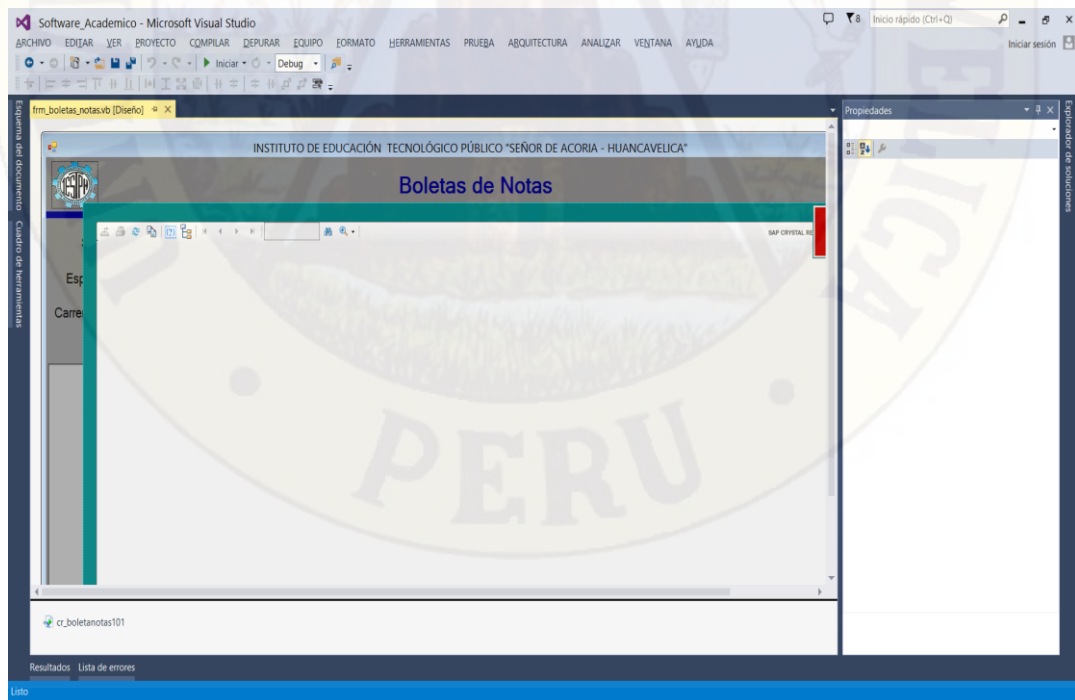 Software_Academico - Microsoft Visual Studio
8
Inicio rápido (Ctrl+Q)
ARCHIVO EDITAR VER PROYECTO COMPILAR DEPURAR EQUIPO FORMATO HERRAMIENTAS PRUEBA ARQUITECTURA ANALIZAR VENTANA AYUDA
Iniciar sesión
Iniciar
Debug
Esquema del documento
Cuadro de herramientas
frm_boletas_notas.vb [Diseño]
Propiedades
Explorador de soluciones
INSTITUTO DE EDUCACIÓN TECNOLÓGICO PÚBLICO "SEÑOR DE ACORIA - HUANCAVELICA"
Boletas de Notas
SAP CRYSTAL RE
Esp
Carre
PERU
cr_boletanotas101
Resultados Lista de errores
Listo